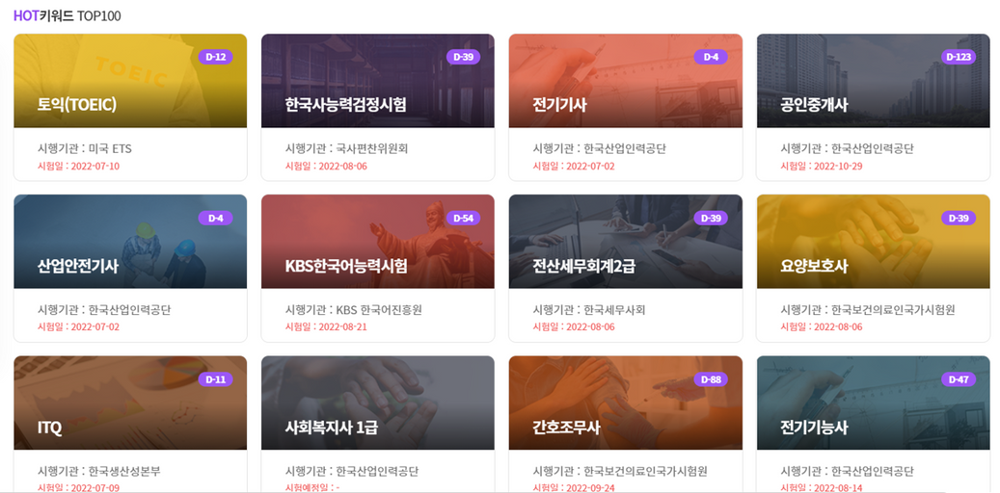 HOT키워드 TOP100
TOEIC
D-12
토익(TOEIC)
시행기관 : 미국 ETS
시험일 : 2022-07-10
D-39
한국사능력검정시험
시행기관 : 국사편찬위원회
시험일 : 2022-08-06
D-4
전기기사
시행기관 : 한국산업인력공단
시험일 : 2022-07-02
D-123
공인중개사
시행기관 : 한국산업인력공단
시험일 : 2022-10-29
D-4
산업안전기사
시행기관 : 한국산업인력공단
시험일 : 2022-07-02
D-54
KBS한국어능력시험
시행기관 : KBS 한국어진흥원
시험일 : 2022-08-21
D-39
전산세무회계2급
시행기관 : 한국세무사회
시험일 : 2022-08-06
D-39
요양보호사
시행기관 : 한국보건의료인국가시험원
시험일 : 2022-08-06
D-11
ITQ
시행기관 : 한국생산성본부
시험일 : 2022-07-09
사회복지사 1급
시행기관 : 한국산업인력공단
시험예정일 : -
D-88
간호조무사
시행기관 : 한국보건의료인국가시험원
시험일 : 2022-09-24
D-47
전기기능사
시행기관 : 한국산업인력공단
시험일 : 2022-08-14